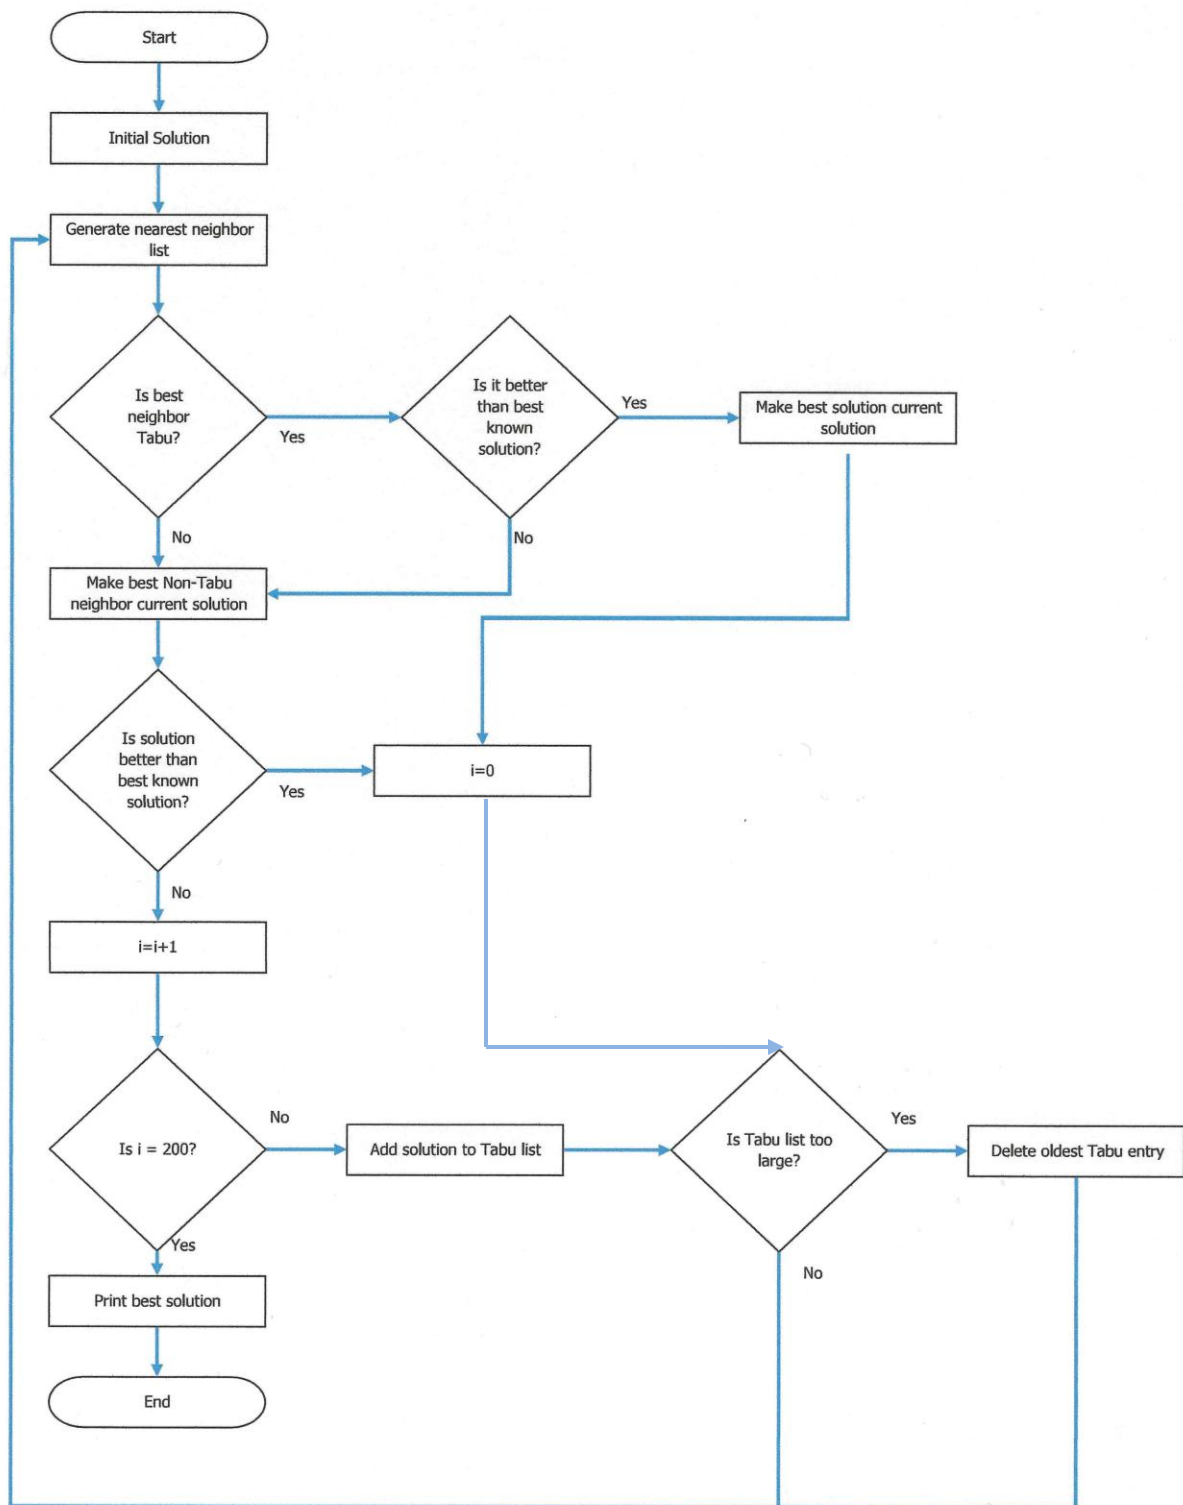 Start
Initial Solution
Generate nearest neighbor
list
Is best
neighbor
Tabu?
Yes
Is it better
than best
known
solution?
Yes
Make best solution current
solution
No
No
Make best Non-Tabu
neighbor current solution
Is solution
better than
best known
solution?
Yes
i=0
No
i=i+1
Is i = 200?
No
Add solution to Tabu list
Is Tabu list too
large?
Yes
Delete oldest Tabu entry
Yes
No
Print best solution
End